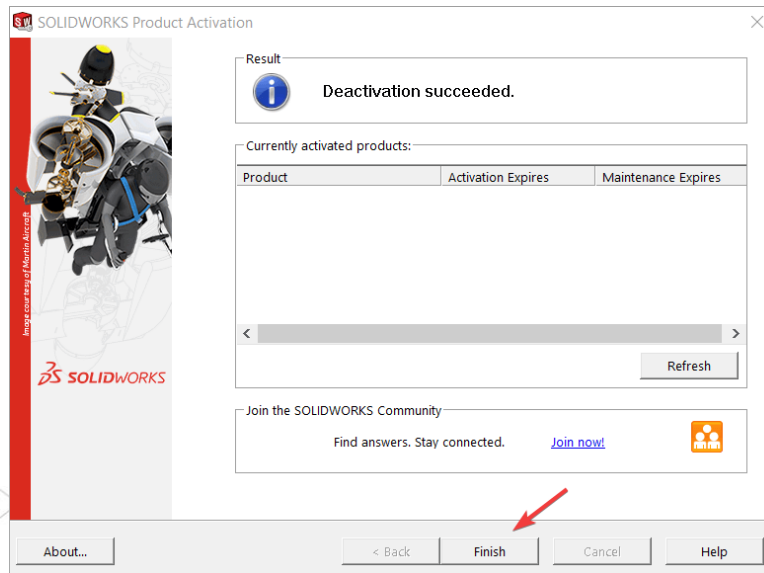 SW
SOLIDWORKS Product Activation
Result
Deactivation succeeded.
Currently activated products:
Product Activation Expires Maintenance Expires
Image courtesy of Martin Aircraft
Refresh
SOLIDWORKS
Join the SOLIDWORKS Community
Find answers. Stay connected. Join now!
About... < Back Finish Cancel Help